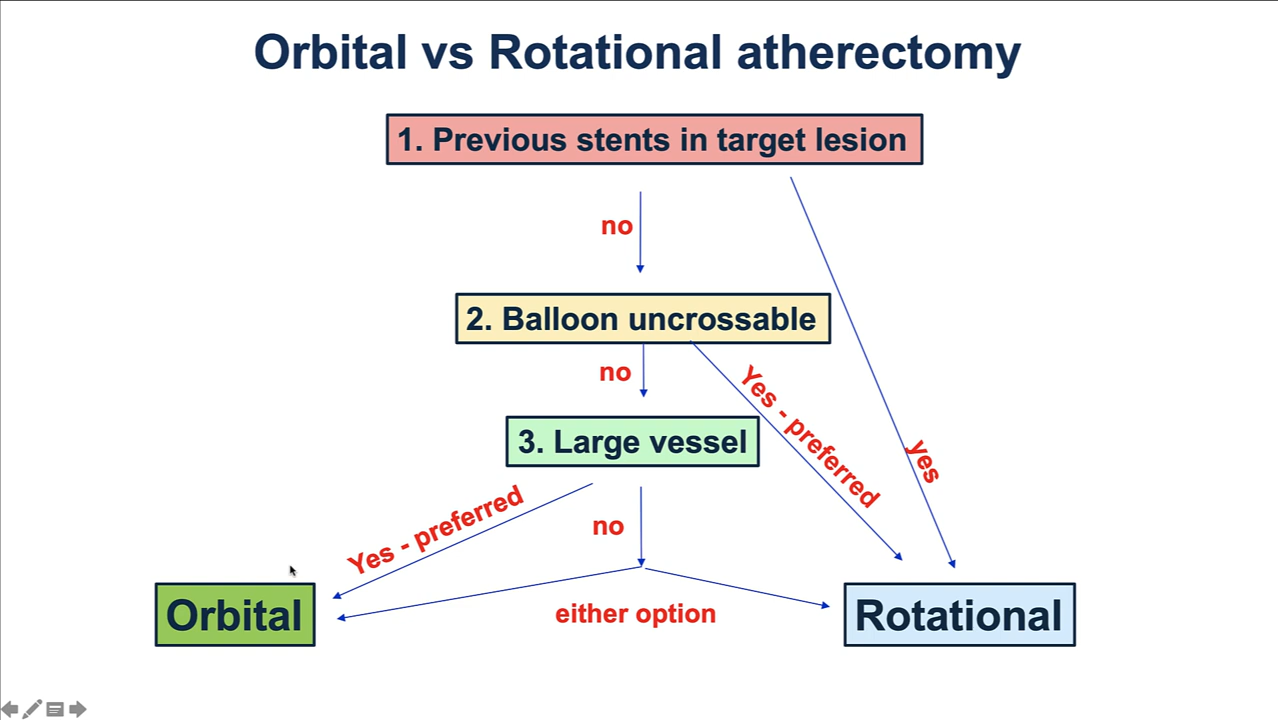 Orbital vs Rotational atherectomy
1. Previous stents in target lesion
no
2. Balloon uncrossable
no
Yes - preferred
yes
3. Large vessel
Yes - preferred
no
either option
Orbital
Rotational